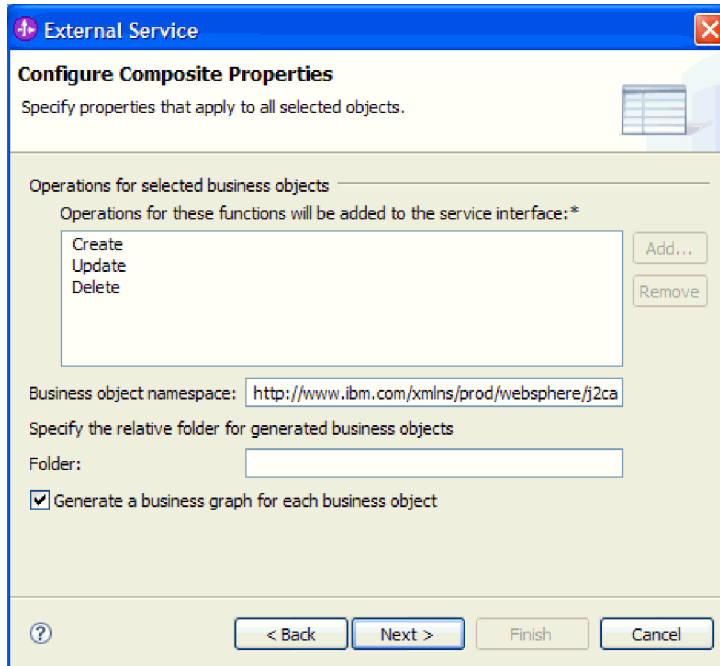 External Service
Configure Composite Properties
Specify properties that apply to all selected objects.
Operations for selected business objects
Operations for these functions will be added to the service interface:*
Create
Update
Delete
Add...
Remove
Business object namespace: http://www.ibm.com/xmlns/prod/websphere/j2ca
Specify the relative folder for generated business objects
Folder:
Generate a business graph for each business object
?
< Back
Next >
Finish
Cancel